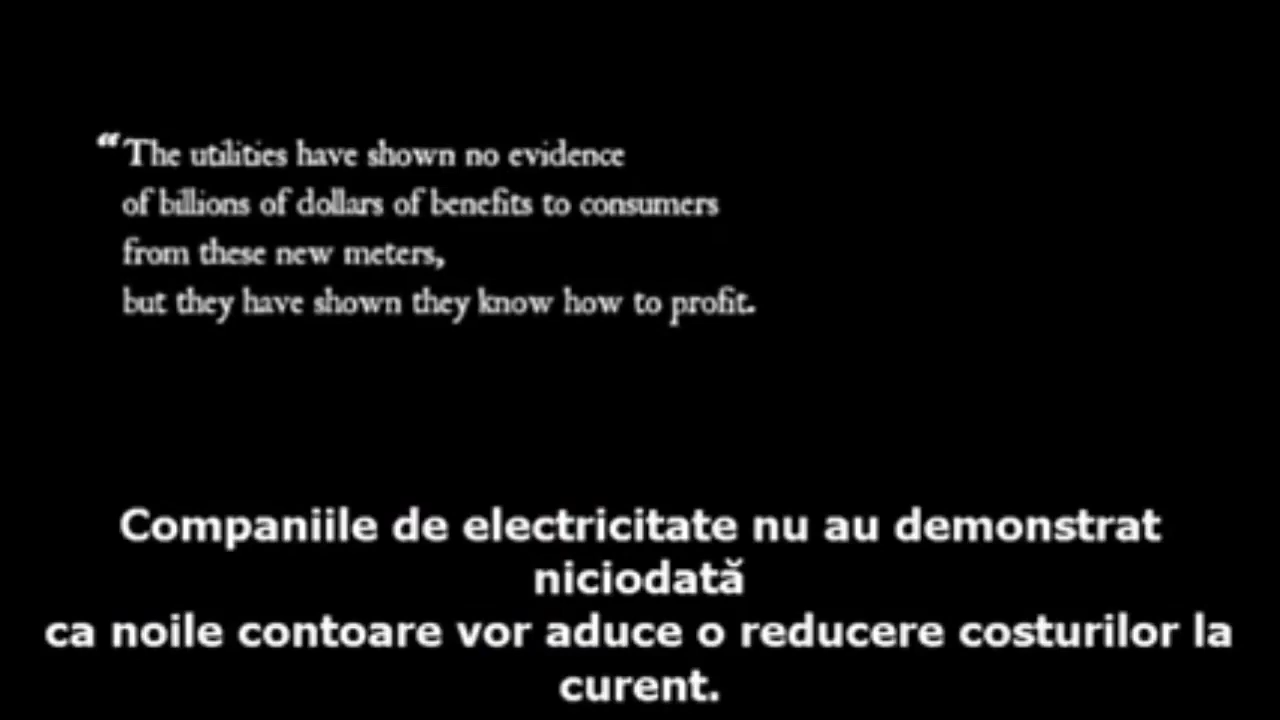 “The utilities have shown no evidence
of billions of dollars of benefits to consumers
from these new meters,
but they have shown they know how to profit.
Companiile de electricitate nu au demonstrat
niciodată
ca noile contoare vor aduce o reducere costurilor la
curent.